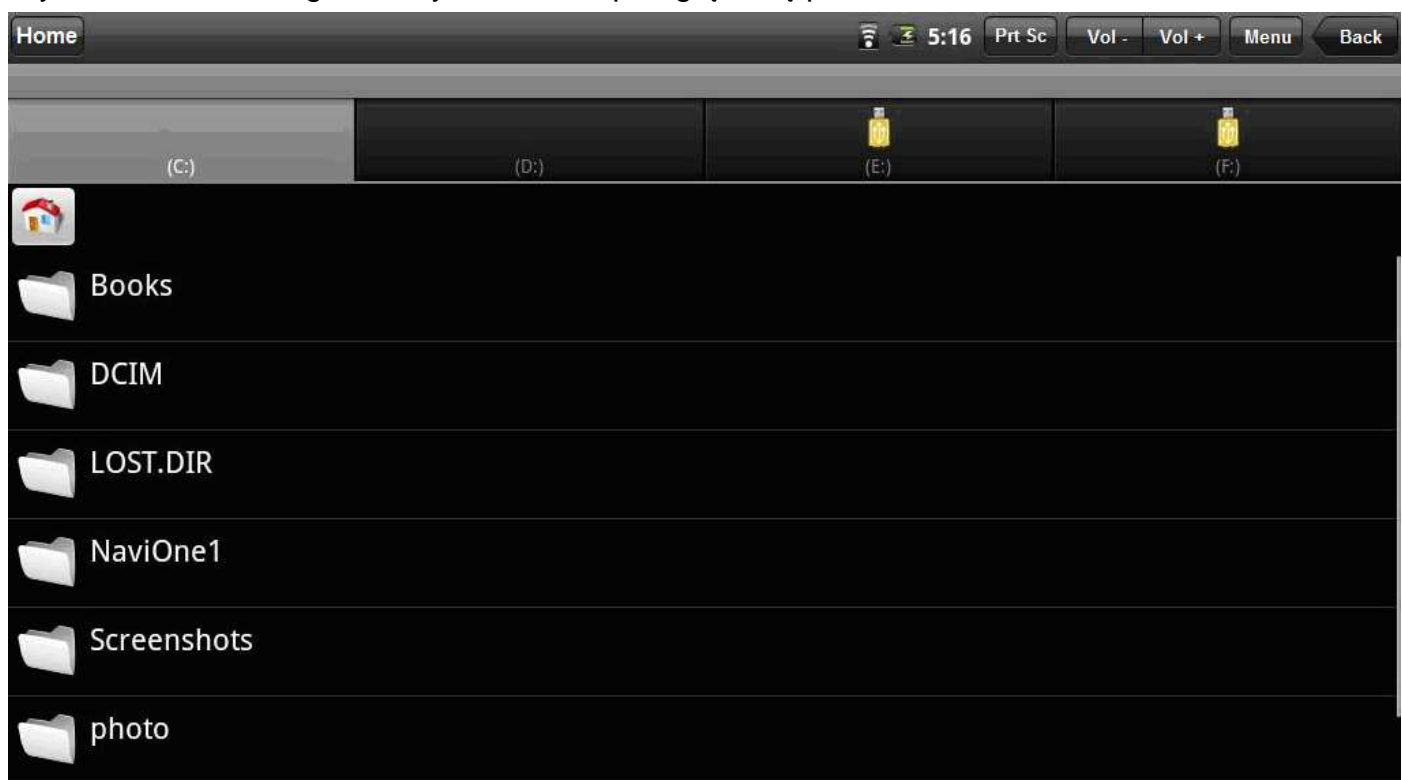 Home 5:16 Prt Sc Vol - Vol + Menu Back
(C:) (D:) (E:) (F:)
Books
DCIM
LOST.DIR
NaviOne1
Screenshots
photo